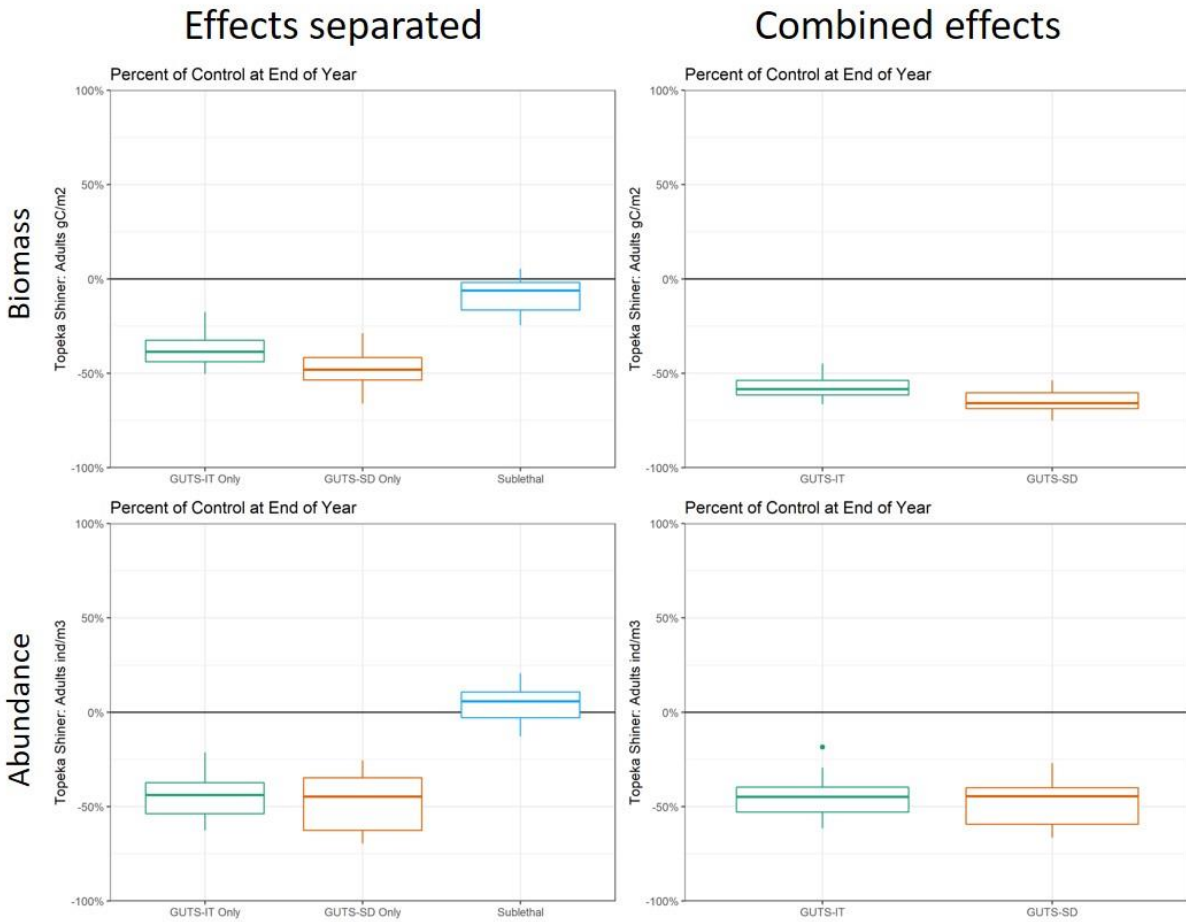 Effects separated
Combined effects
Biomass
Percent of Control at End of Year
Topeka Shiner: Adults gC/m2
100%
50%
0%
-50%
-100%
GUTS-IT Only
GUTS-SD Only
Sublethal
Percent of Control at End of Year
Topeka Shiner: Adults gC/m2
100%
50%
0%
-50%
-100%
GUTS-IT
GUTS-SD
Abundance
Percent of Control at End of Year
Topeka Shiner: Adults ind/m3
100%
50%
0%
-50%
-100%
GUTS-IT Only
GUTS-SD Only
Sublethal
Percent of Control at End of Year
Topeka Shiner: Adults ind/m3
100%
50%
0%
-50%
-100%
GUTS-IT
GUTS-SD